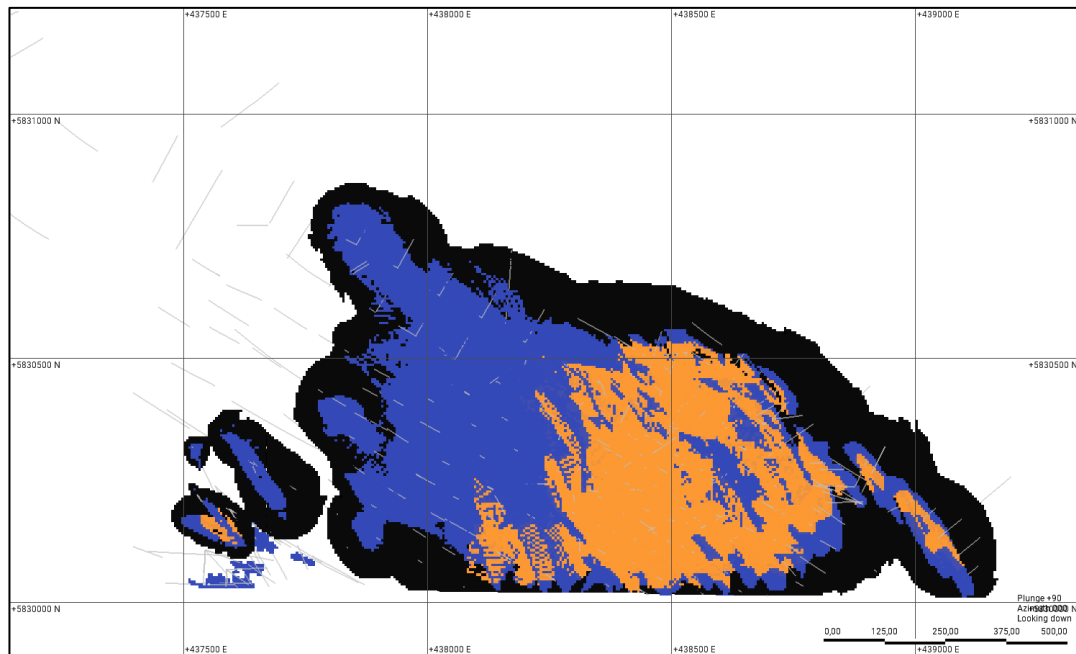 +437500 E +438000 E +438500 E +439000 E
+5831000 N +5831000 N
+5830500 N +5830500 N
+5830000 N
Plunge +90
Looking down
0,00 125,00 250,00 375,00 500,00
+437500 E +438000 E +438500 E +439000 E